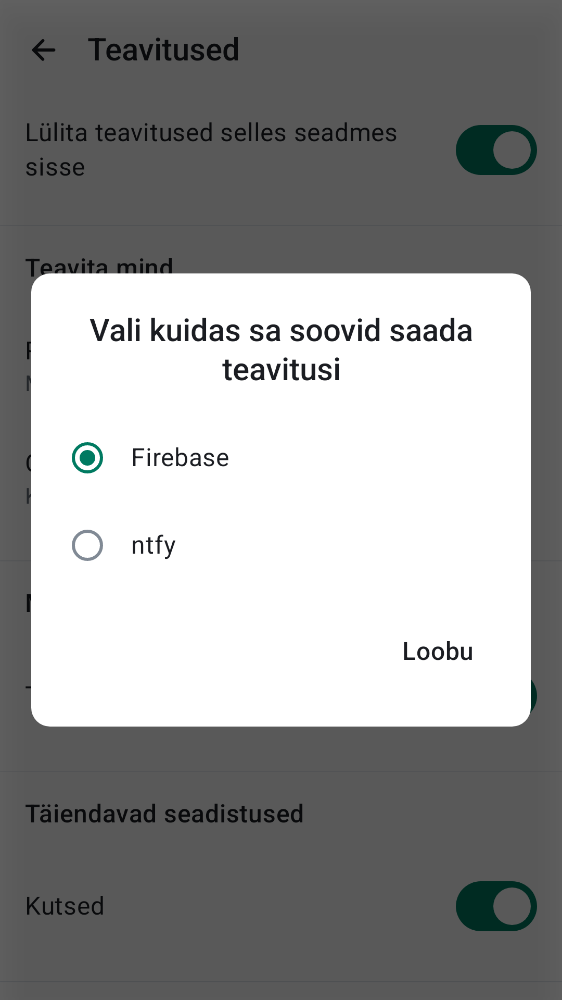 Teavitused
Lülita teavitused selles seadmes
sisse
Teavita mind
Vali kuidas sa soovid saada
teavitusi
Firebase
ntfy
Loobu
Täiendavad seadistused
Kutsed